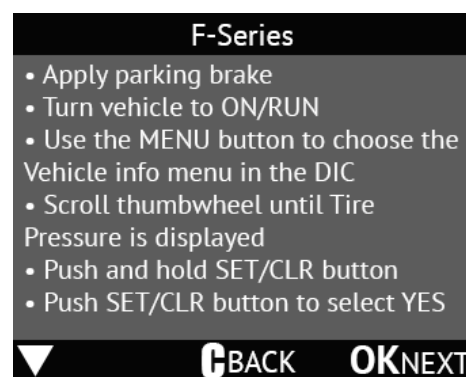 F-Series
• Apply parking brake
• Turn vehicle to ON/RUN
• Use the MENU button to choose the
Vehicle info menu in the DIC
• Scroll thumbwheel until Tire
Pressure is displayed
• Push and hold SET/CLR button
• Push SET/CLR button to select YES
CBACK OKNEXT